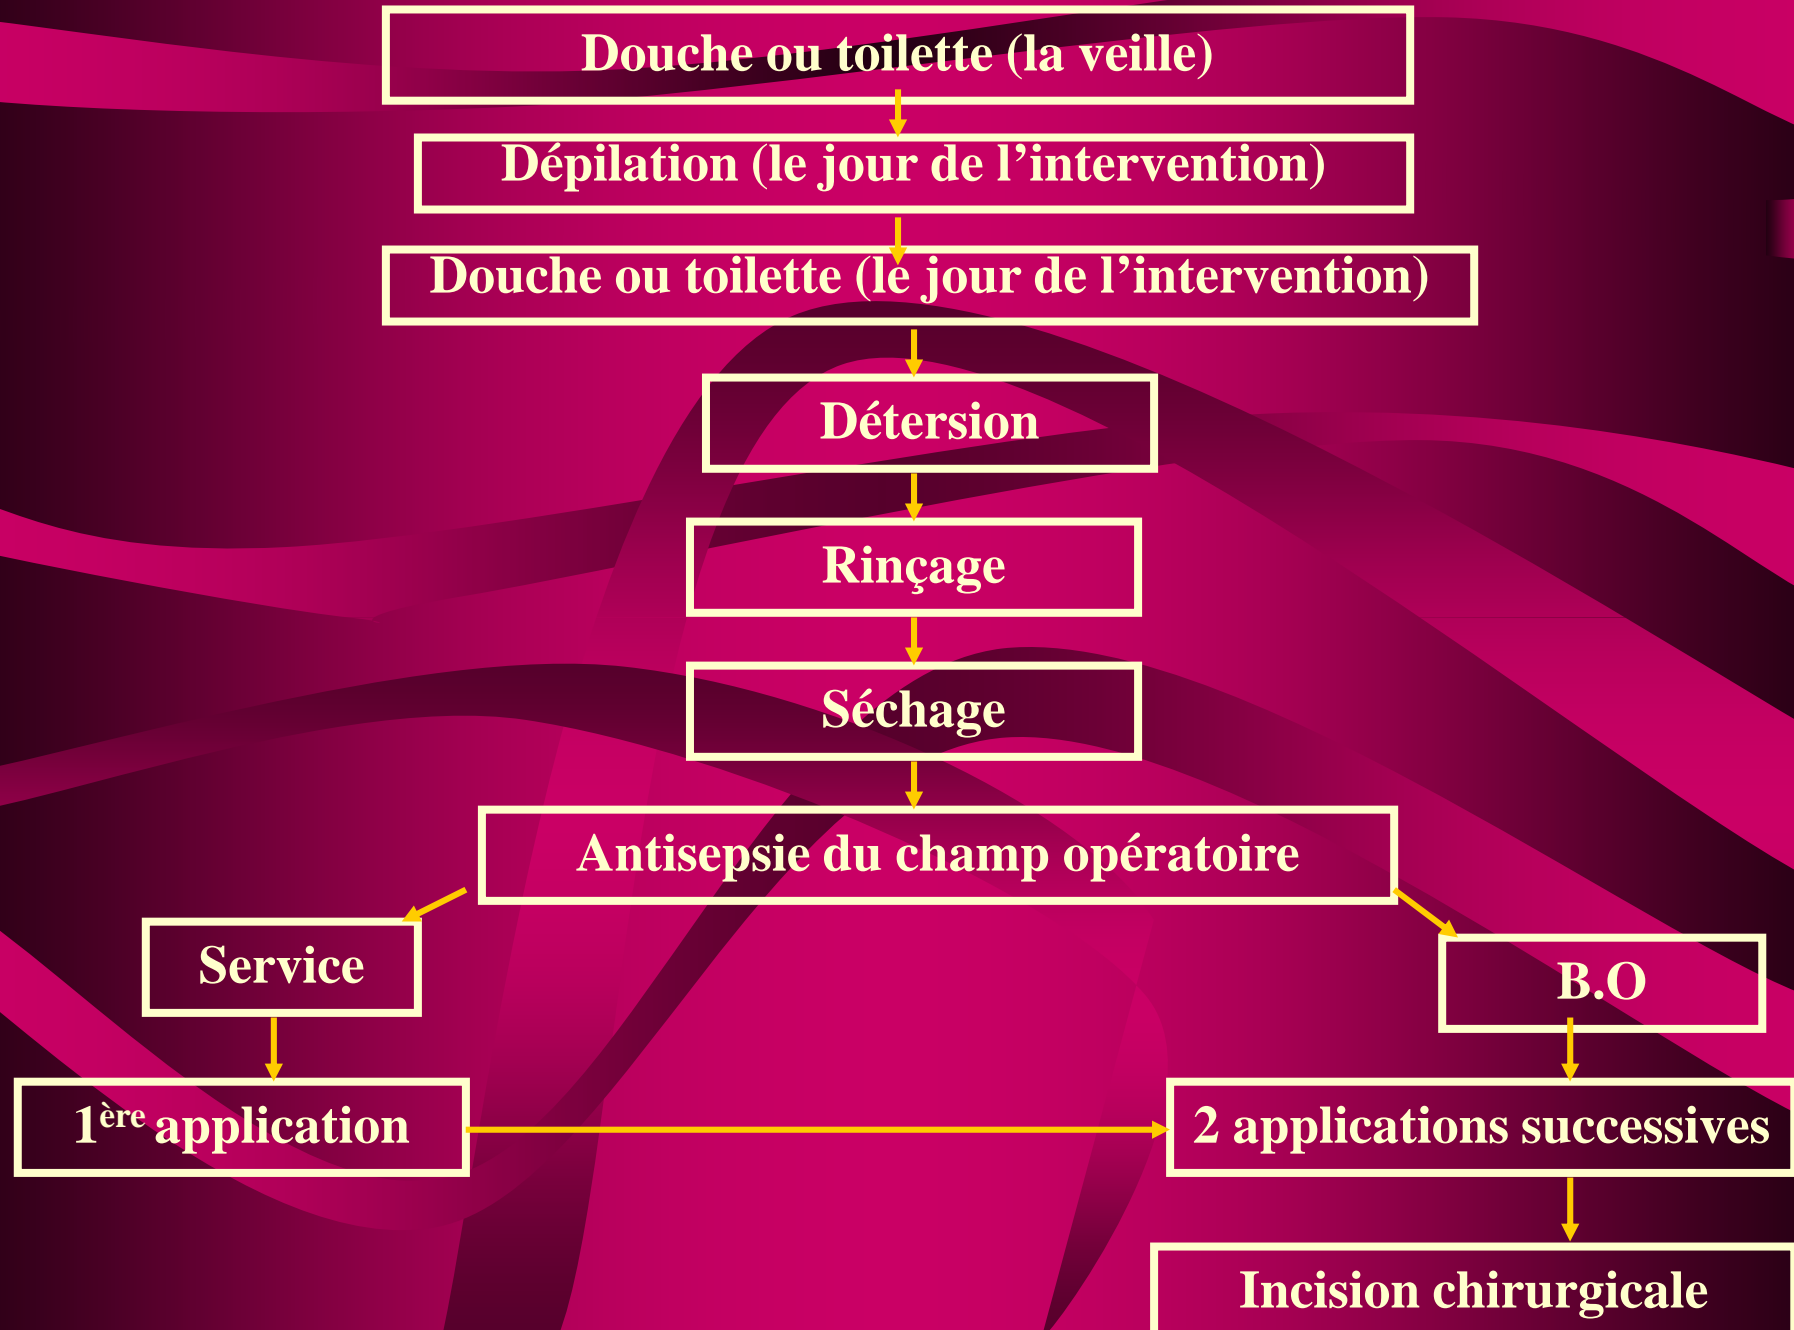 Douche ou toilette (la veille)
Dépilation (le jour de l’intervention)
Douche ou toilette (le jour de l’intervention)
Détersion
Rinçage
Séchage
Antisepsie du champ opératoire
Service
B.O
1ère application
2 applications successives
Incision chirurgicale